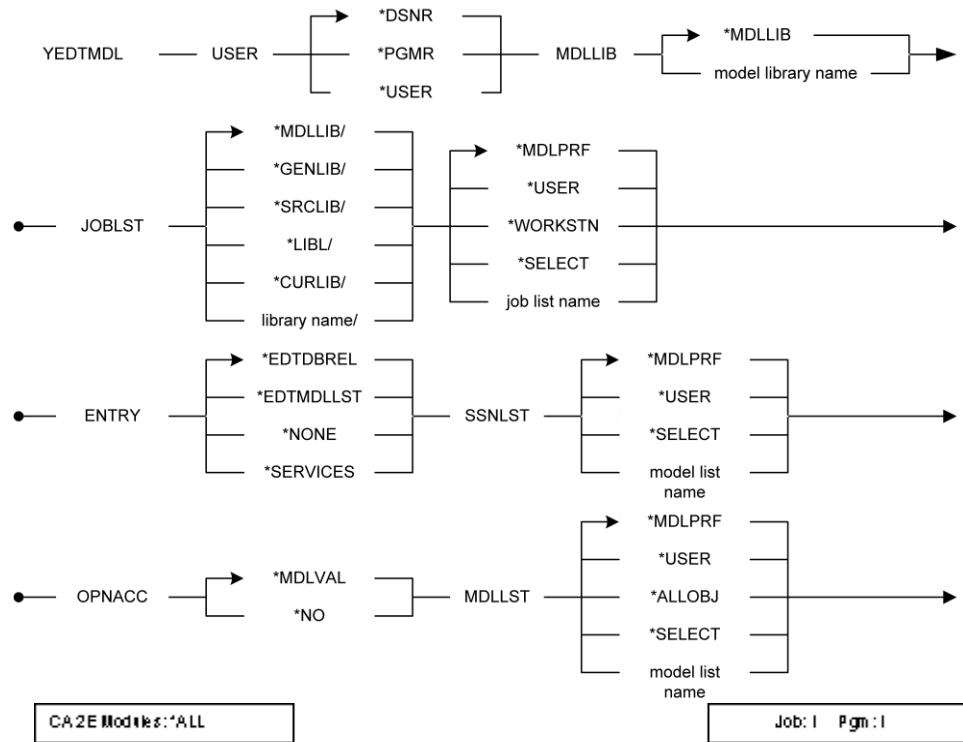 *DSNR
YEDTMDL USER *PGMR MDLLIB *MDLLIB
model library name
*USER
*MDLLIB/
*GENLIB/
*SRCLIB/
JOBLST
*LIBL/
*CURLIB/
library name/
*MDLPRF
*USER
*WORKSTN
*SELECT
job list name
*EDTDBREL
*EDTMDLLST
ENTRY
*NONE
*SERVICES
SSNLST
*MDLPRF
*USER
*SELECT
model list
name
OPNACC
*MDLVAL
*NO
MDLLST
*MDLPRF
*USER
*ALLOBJ
*SELECT
model list
name
CA 2E Modules: *ALL
Job: I Pgm: I